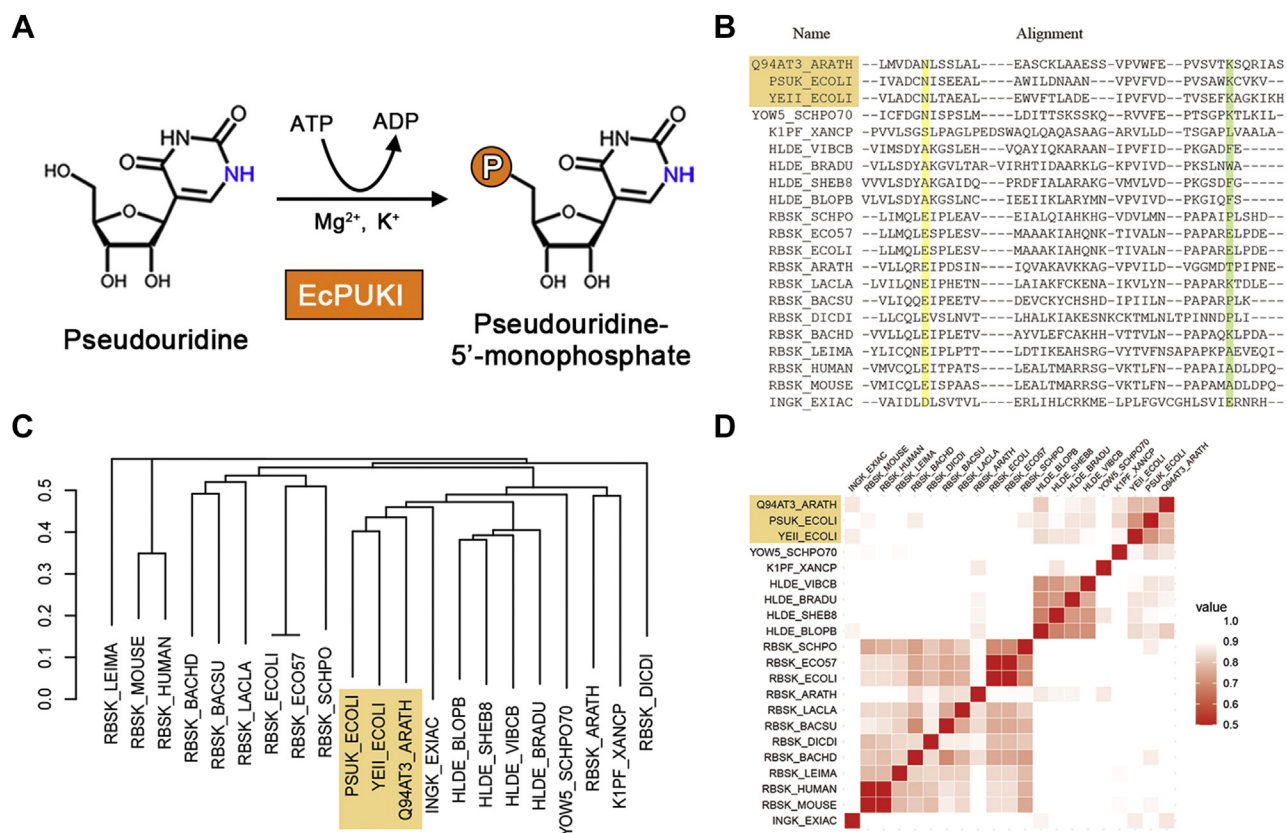 A
ATP
ADP
Mg²⁺, K⁺
EcPUKI
HO
O
HN
O
NH
O
OH
OH
Pseudouridine
P
O
HN
O
NH
O
OH
OH
Pseudouridine-
5'-monophosphate
B
Name Alignment
Q94AT3_ARATH --LMVDANLSSLAL----EASCKLAAESS-VPVWFE--PVSVTKSQRIAS
PSUK_ECOLI --IVADCNISEEAL----AWILDNAAN---VPVFVD--PVSAWKCVKV--
YEII_ECOLI --VLADCNLTAEAL----EWVFTLADE---IPVFVD--TVSEFKAGKIKH
YOW5_SCHPO70 --ICFDGNISPSLM----LDITTSKSSKQ-RVVFE--PTSGPKTLKI--
K1PF_XANCP -PVVLSGSLPAGLPEDSWAQLQAQASAAG-ARVLLD--TSGAPLVAALA-
HLDE_VIBCB --VIMSDYAKGSLEH---VQAYIQKARAAN-IPVFID--PKGADFE----
HLDE_BRADU --VLLSDYAKGVLTAR-VIRHTIDAARKLG-KPVIVD--PKSLNWA----
HLDE_SHEB8 -VVVLSDYAKGAIDQ---PRDFIALARAKG-VMVLVD--PKGSDFG----
HLDE_BLOPB -VLVLSDYAKGSLNC---IEEIIKLARYMN-VPVIVD--PKGIQFS----
RBSK_SCHPO --LIMQLEIPLEAV----EIALQIAHKHG-VDVLMN--PAPAIPLSHD--
RBSK_ECO57 --LLMQLESPLESV----MAAAKIAHQNK-TIVALN--PAPARELPDE--
RBSK_ECOLI --LLMQLESPLESV----MAAAKIAHQNK-TIVALN--PAPARELPDE--
RBSK_ARATH --VLLQREIPDSIN----IQVAKAVKKAG-VPVILD--VGGMDTPIPNE-
RBSK_LACLA --VILINEIPHETN----LAIAKFCKENA-IKVLYN--PAPARKTDLE--
RBSK_BACSU --VLIQQEIPEETV----DEVCKYCHSHD-IPIILN--PAPARPLK----
RBSK_DICDI --LLCQLEVSLNVT----LHALKIAKESNKCKTMLNLTPINNDPLI----
RBSK_BACHD --VVLLQLEIPLETV---AYVLEFCAKHH-VTTVLN--PAPAQKLPDA--
RBSK_LEIMA --YLICQNEIPLPTT---LDTIKEAHSRG-VYTVFNSAPAPKPAEVEQI-
RBSK_HUMAN --VMVCQLEITPATS---LEALTMARRSG-VKTLFN--PAPAIADLDPQ-
RBSK_MOUSE --VMICQLEISPAAS---LEALTMARRSG-VKTLFN--PAPAMADLDPQ-
INGK_EXIAC --VAIDLDLSVTVL----ERLIHLCRKME-LPLFGVCGHLSVIERNRH--
C
0.5
0.4
0.3
0.2
0.1
0.0
RBSK_LEIMA
RBSK_MOUSE
RBSK_HUMAN
RBSK_BACHD
RBSK_BACSU
RBSK_LACLA
RBSK_ECOLI
RBSK_ECO57
RBSK_SCHPO
PSUK_ECOLI
YEII_ECOLI
Q94AT3_ARATH
INGK_EXIAC
HLDE_BLOPB
HLDE_SHEB8
HLDE_VIBCB
HLDE_BRADU
YOW5_SCHPO70
RBSK_ARATH
K1PF_XANCP
RBSK_DICDI
D
INGK_EXIAC
RBSK_MOUSE
RBSK_HUMAN
RBSK_LEIMA
RBSK_BACHD
RBSK_DICDI
RBSK_BACSU
RBSK_LACLA
RBSK_ARATH
RBSK_ECOLI
RBSK_ECO57
RBSK_SCHPO
HLDE_BLOPB
HLDE_SHEB8
HLDE_BRADU
HLDE_VIBCB
YOW5_SCHPO70
K1PF_XANCP
YEII_ECOLI
PSUK_ECOLI
Q94AT3_ARATH
Q94AT3_ARATH
PSUK_ECOLI
YEII_ECOLI
YOW5_SCHPO70
K1PF_XANCP
HLDE_VIBCB
HLDE_BRADU
HLDE_SHEB8
HLDE_BLOPB
RBSK_SCHPO
RBSK_ECO57
RBSK_ECOLI
RBSK_ARATH
RBSK_LACLA
RBSK_BACSU
RBSK_DICDI
RBSK_BACHD
RBSK_LEIMA
RBSK_HUMAN
RBSK_MOUSE
INGK_EXIAC
value
1.0
0.9
0.8
0.7
0.6
0.5